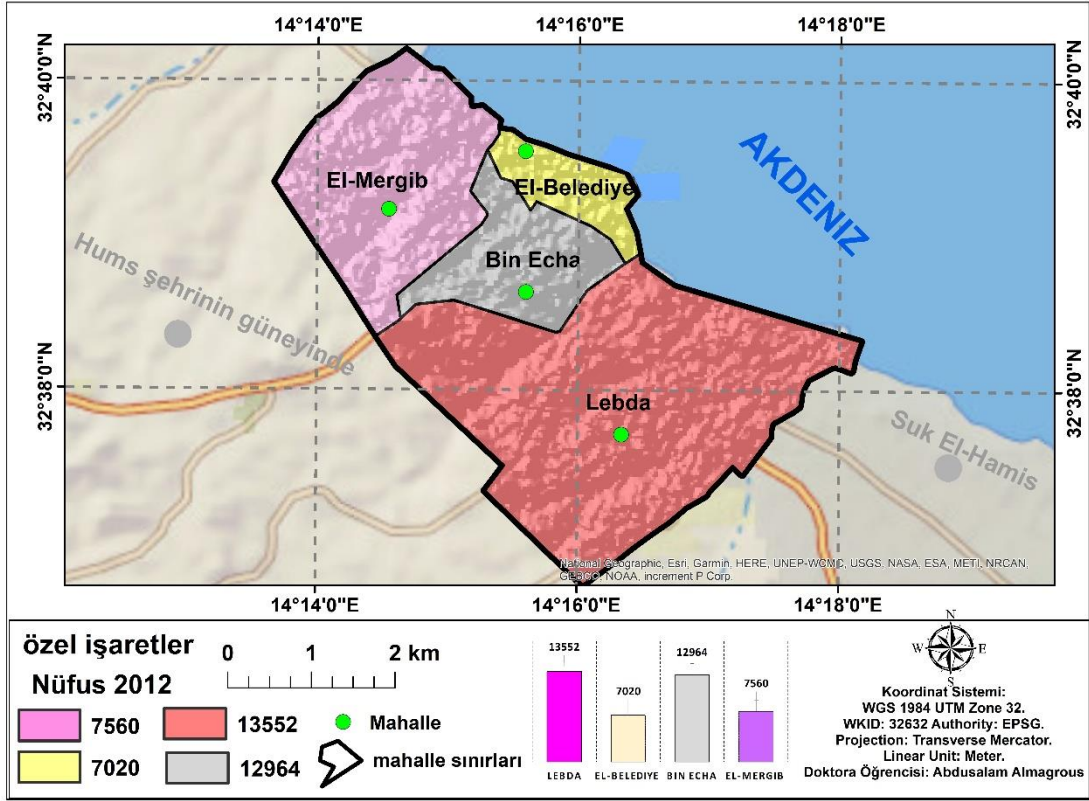 14°14'0"E 14°16'0"E 14°18'0"E
32°40'0"N
32°40'0"N
32°38'0"N
32°38'0"N
AKDENIZ
El-Mergib
El-Belediye
Bin Echa
Hums şehrinin güneyinde
Lebda
Suk El-Hamis
National Geographic, Esri, Garmin, HERE, UNEP-WCMC, USGS, NASA, ESA, METI, NRCAN,
GEBCO, NOAA, increment P Corp.
14°14'0"E 14°16'0"E 14°18'0"E
özel işaretler
Nüfus 2012
7560
13552
7020
12964
0 1 2 km
Mahalle
mahalle sınırları
13552
7020
12964
7560
LEBDA EL-BELEDIYE BIN ECHA EL-MERGIB
N
W E
S
Koordinat Sistemi:
WGS 1984 UTM Zone 32.
WKID: 32632 Authority: EPSG.
Projection: Transverse Mercator.
Linear Unit: Meter.
Doktora Öğrencisi: Abdusalam Almagrous